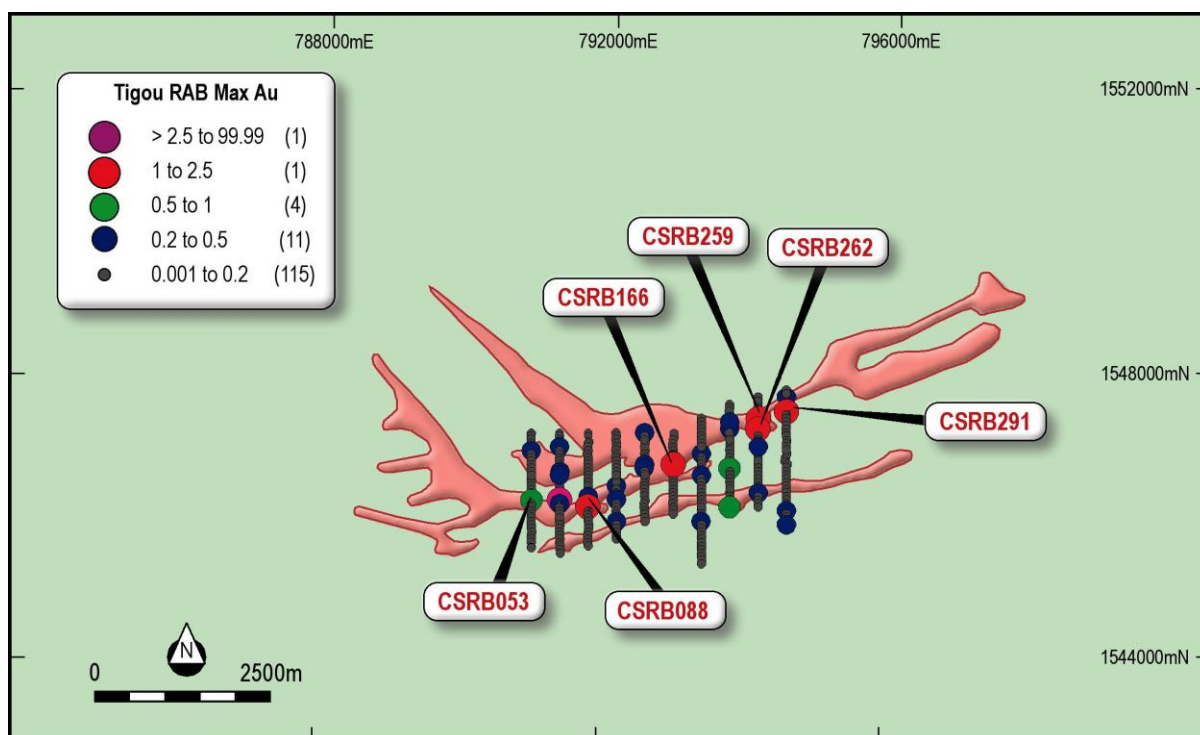 788000mE
792000mE
796000mE
1552000mN
Tigou RAB Max Au
> 2.5 to 99.99 (1)
1 to 2.5 (1)
0.5 to 1 (4)
0.2 to 0.5 (11)
0.001 to 0.2 (115)
CSRB259
CSRB262
CSRB166
1548000mN
CSRB291
CSRB053
CSRB088
N
0 2500m
1544000mN